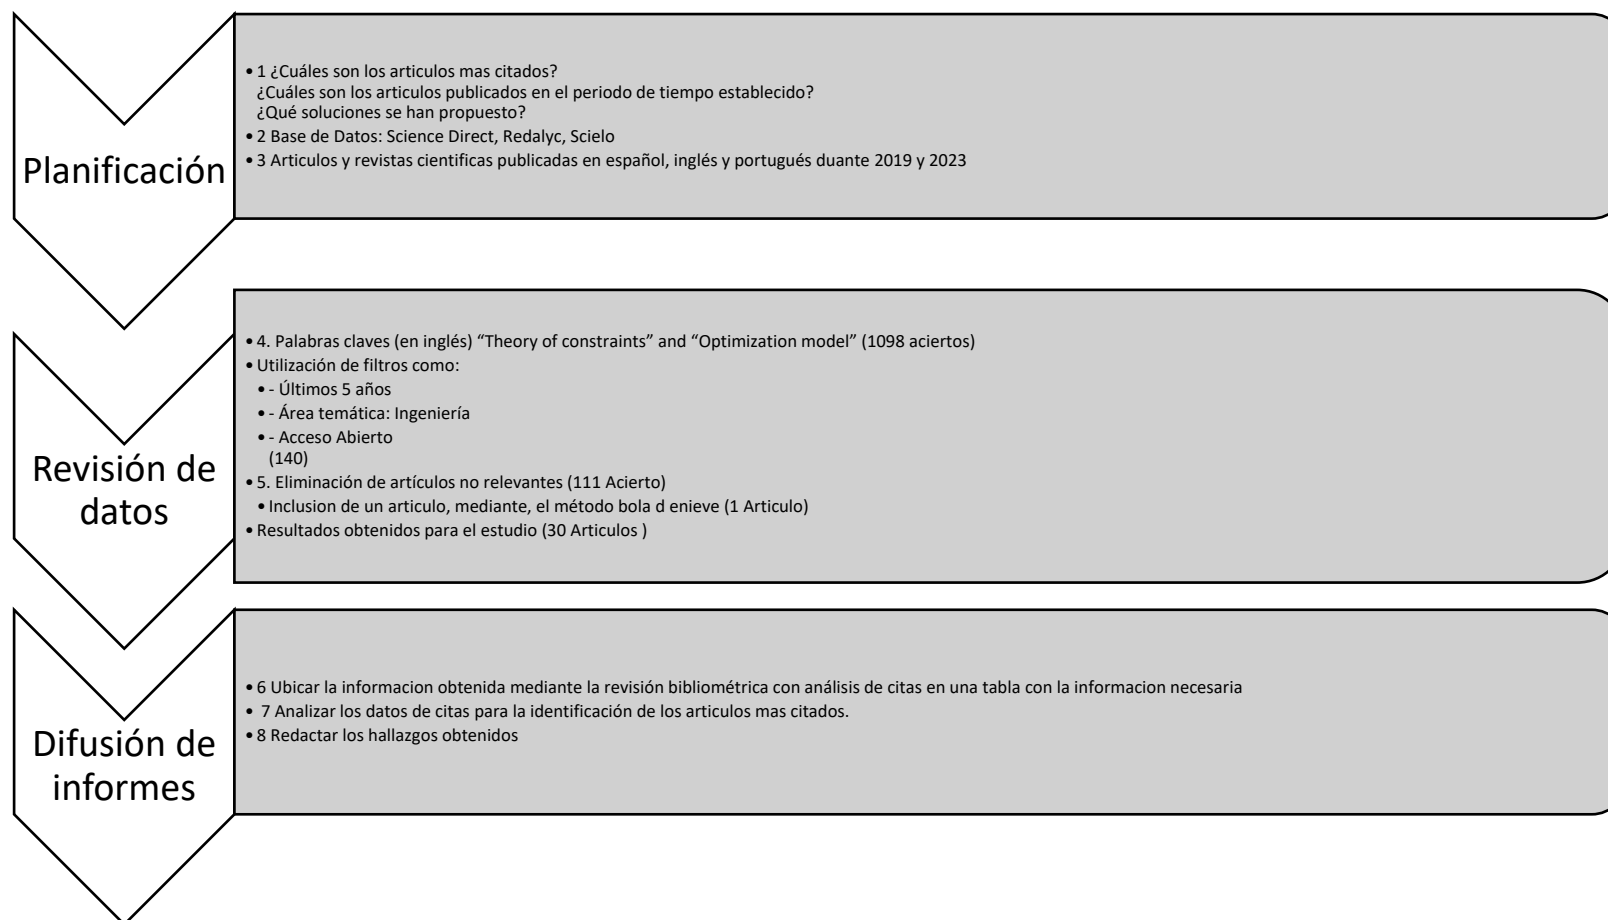 Planificación
• 1 ¿Cuáles son los articulos mas citados?
¿Cuáles son los articulos publicados en el periodo de tiempo establecido?
¿Qué soluciones se han propuesto?
• 2 Base de Datos: Science Direct, Redalyc, Scielo
• 3 Articulos y revistas cientificas publicadas en español, inglés y portugués duante 2019 y 2023
Revisión de
datos
• 4. Palabras claves (en inglés) “Theory of constraints” and “Optimization model” (1098 aciertos)
• Utilización de filtros como:
• - Últimos 5 años
• - Área temática: Ingeniería
• - Acceso Abierto
(140)
• 5. Eliminación de artículos no relevantes (111 Acierto)
• Inclusion de un articulo, mediante, el método bola d enieve (1 Articulo)
• Resultados obtenidos para el estudio (30 Articulos )
Difusión de
informes
• 6 Ubicar la informacion obtenida mediante la revisión bibliométrica con análisis de citas en una tabla con la informacion necesaria
• 7 Analizar los datos de citas para la identificación de los articulos mas citados.
• 8 Redactar los hallazgos obtenidos